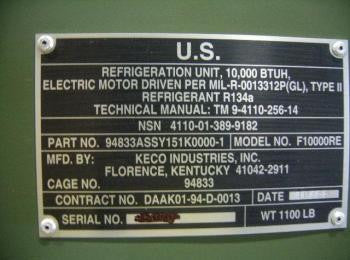 U.S.
REFRIGERATION UNIT, 10,000 BTUH,
ELECTRIC MOTOR DRIVEN PER MIL-R-0013312P(GL), TYPE II
REFRIGERANT R134a
TECHNICAL MANUAL: TM 9-4110-256-14
NSN 4110-01-389-9182
PART NO. 94833ASSY151K0000-1 MODEL NO. F10000RE
MFD. BY: KECO INDUSTRIES, INC.
FLORENCE, KENTUCKY 41042-2911
CAGE NO. 94833
CONTRACT NO. DAAK01-94-D-0013 DATE
SERIAL NO. WT 1100 LB